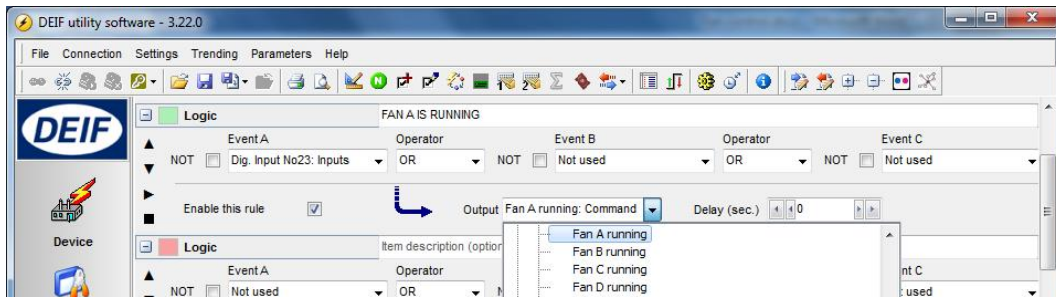 DEIF utility software - 3.22.0
File Connection Settings Trending Parameters Help
DEIF
Logic FAN A IS RUNNING
Event A Operator Event B Operator Event C
NOT Dig. Input No23: Inputs OR NOT Not used OR NOT Not used
Enable this rule Output Fan A running: Command Delay (sec.) 0
Fan A running
Device
Logic Item description (option
Fan B running
Event A Operator Fan C running nt C
NOT Not used OR N Fan D running used